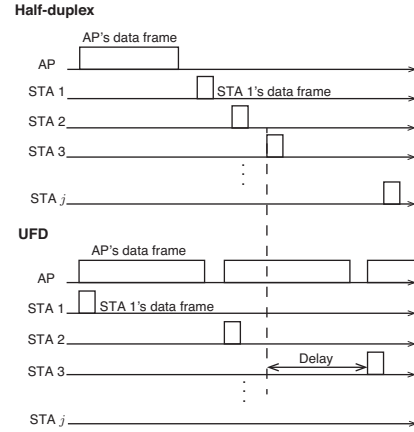 Half-duplex
AP's data frame
AP
STA 1
STA 1's data frame
STA 2
STA 3
⋮
STA j
UFD
AP's data frame
AP
STA 1
STA 1's data frame
STA 2
Delay
STA 3
⋮
STA j